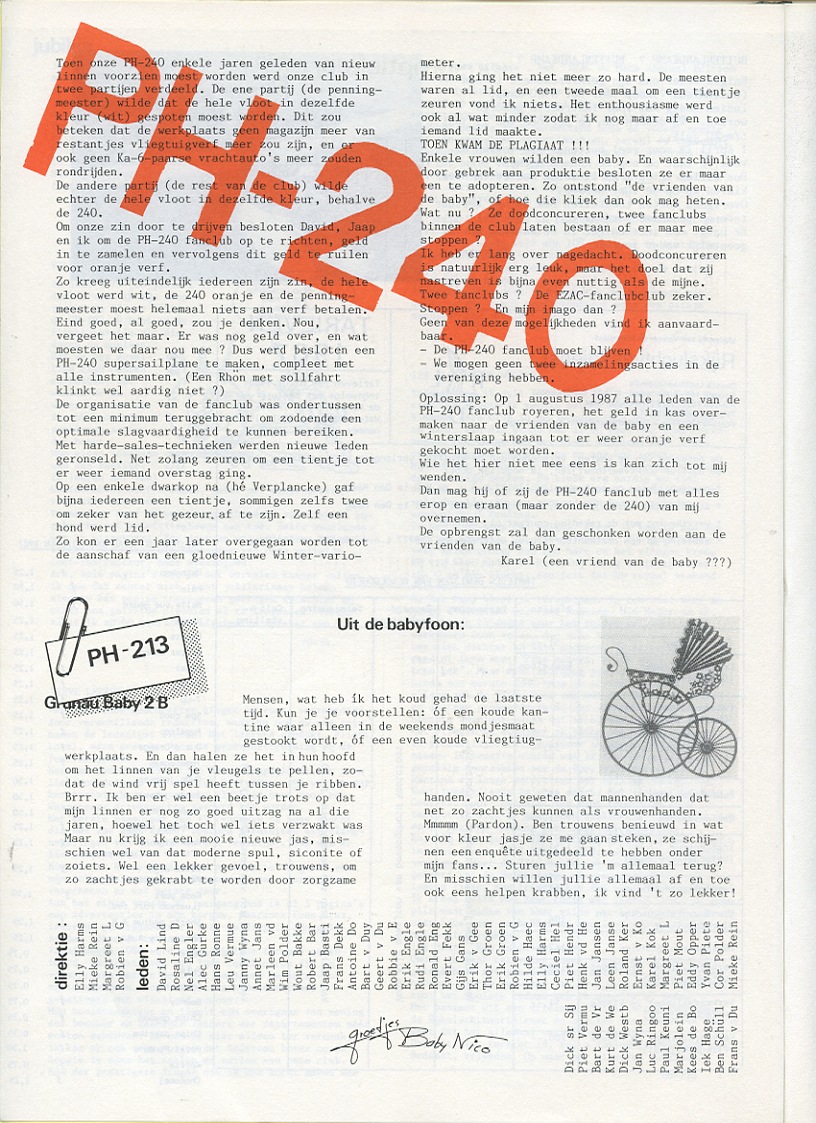 PH-240
Toen onze PH-240 enkele jaren geleden van nieuw
linnen voorzien moest worden werd onze club in
twee partijen verdeeld. De ene partij (de penning-
meester) wilde dat de hele vloot in dezelfde
kleur (wit) gespoten moest worden. Dit zou
beteken dat de werkplaats geen magazijn meer van
restantjes vliegtuigverf meer zou zijn, en er
ook geen Ka-6-paarse vrachtauto's meer zouden
rondrijden.
De andere partij (de rest van de club) wilde
echter de hele vloot in dezelfde kleur, behalve
de 240.
Om onze zin door te drijven besloten David, Jaap
en ik om de PH-240 fanclub op te richten, geld
in te zamelen en vervolgens dit geld te ruilen
voor oranje verf.
Zo kreeg uiteindelijk iedereen zijn zin, de hele
vloot werd wit, de 240 oranje en de penning-
meester moest helemaal niets aan verf betalen.
Eind goed, al goed, zou je denken. Nou,
vergeet het maar. Er was nog geld over, en wat
moesten we daar nou mee ? Dus werd besloten een
PH-240 supersailplane te maken, compleet met
alle instrumenten. (Een Rhön met sollfahrt
klinkt wel aardig niet ?)
De organisatie van de fanclub was ondertussen
tot een minimum teruggebracht om zodoende een
optimale slagvaardigheid te kunnen bereiken.
Met harde-sales-technieken werden nieuwe leden
geronseld. Net zolang zeuren om een tientje tot
er weer iemand overstag ging.
Op een enkele dwarkop na (hé Verplancke) gaf
bijna iedereen een tientje, sommigen zelfs twee
om zeker van het gezeur af te zijn. Zelf een
hond werd lid.
Zo kon er een jaar later overgegaan worden tot
de aanschaf van een gloednieuwe Winter-vario-
meter.
Hierna ging het niet meer zo hard. De meesten
waren al lid, en een tweede maal om een tientje
zeuren vond ik niets. Het enthousiasme werd
ook al wat minder zodat ik nog maar af en toe
iemand lid maakte.
TOEN KWAM DE PLAGIAAT !!!
Enkele vrouwen wilden een baby. En waarschijnlijk
door gebrek aan produktie besloten ze er maar
een te adopteren. Zo ontstond "de vrienden van
de baby", of hoe die kliek dan ook mag heten.
Wat nu ? Ze doodconcureren, twee fanclubs
binnen de club laten bestaan of er maar mee
stoppen ?
Ik heb er lang over nagedacht. Doodconcureren
is natuurlijk erg leuk, maar het doel dat zij
nastreven is bijna even nuttig als de mijne.
Twee fanclubs ? De EZAC-fanclubclub zeker.
Stoppen ? En mijn imago dan ?
Geen van deze mogelijkheden vind ik aanvaard-
baar.
- De PH-240 fanclub moet blijven !
- We mogen geen twee inzamelingsacties in de
vereniging hebben.
Oplossing: Op 1 augustus 1987 alle leden van de
PH-240 fanclub royeren, het geld in kas over-
maken naar de vrienden van de baby en een
winterslaap ingaan tot er weer oranje verf
gekocht moet worden.
Wie het hier niet mee eens is kan zich tot mij
wenden.
Dan mag hij of zij de PH-240 fanclub met alles
erop en eraan (maar zonder de 240) van mij
overnemen.
De opbrengst zal dan geschonken worden aan de
vrienden van de baby.
Karel (een vriend van de baby ???)
PH-213
Grunau Baby 2 B
Uit de babyfoon:
Mensen, wat heb ík het koud gehad de laatste
tijd. Kun je je voorstellen: óf een koude kan-
tine waar alleen in de weekends mondjesmaat
gestookt wordt, óf een even koude vliegtiug-
werkplaats. En dan halen ze het in hun hoofd
om het linnen van je vleugels te pellen, zo-
dat de wind vrij spel heeft tussen je ribben.
Brrr. Ik ben er wel een beetje trots op dat
mijn linnen er nog zo goed uitzag na al die
jaren, hoewel het toch wel iets verzwakt was
Maar nu krijg ik een mooie nieuwe jas, mis-
schien wel van dat moderne spul, siconite of
zoiets. Wel een lekker gevoel, trouwens, om
zo zachtjes gekrabt te worden door zorgzame
handen. Nooit geweten dat mannenhanden dat
net zo zachtjes kunnen als vrouwenhanden.
Mmmmmm (Pardon). Ben trouwens benieuwd in wat
voor kleur jasje ze me gaan steken, ze schij-
nen een enquête uitgedeeld te hebben onder
mijn fans... Sturen jullie 'm allemaal terug?
En misschien willen jullie allemaal af en toe
ook eens helpen krabben, ik vind 't zo lekker!
direktie :
Elly Harms
Mieke Rein
Margreet L
Robien v G
leden:
David Lind
Rosaline D
Nel Engler
Alec Gurke
Hans Ronne
Leu Vermue
Janny Wyna
Annet Jans
Marleen vd
Wim Polder
Wout Bakke
Robert Bar
Jaap Basti
Frans Dekk
Antoine Do
Bart v Duy
Geert v Du
Robbie v E
Erik Engle
Rudi Engle
Ronald Eng
Evert Fekk
Gijs Gans
Erik v Gee
Thor Groen
Erik Groen
Robien v G
Hilde Haec
Elly Harms
Ceciel Hel
Piet Hendr
Henk vd He
Jan Jansen
Leen Janse
Roland Ker
Ernst v Ko
Karel Kok
Margreet L
Piet Mout
Eddy Opper
Yvan Piete
Cor Polder
Mieke Rein
Dick sr Sij
Piet Vermu
Bart de Vr
Kurt de We
Dick Westb
Jan Wyna
Luc Ringoo
Paul Keuni
Marjolein
Kees de Bo
Iek Hage
Ben Schüll
Frans v Du
groetjes
Baby Nico